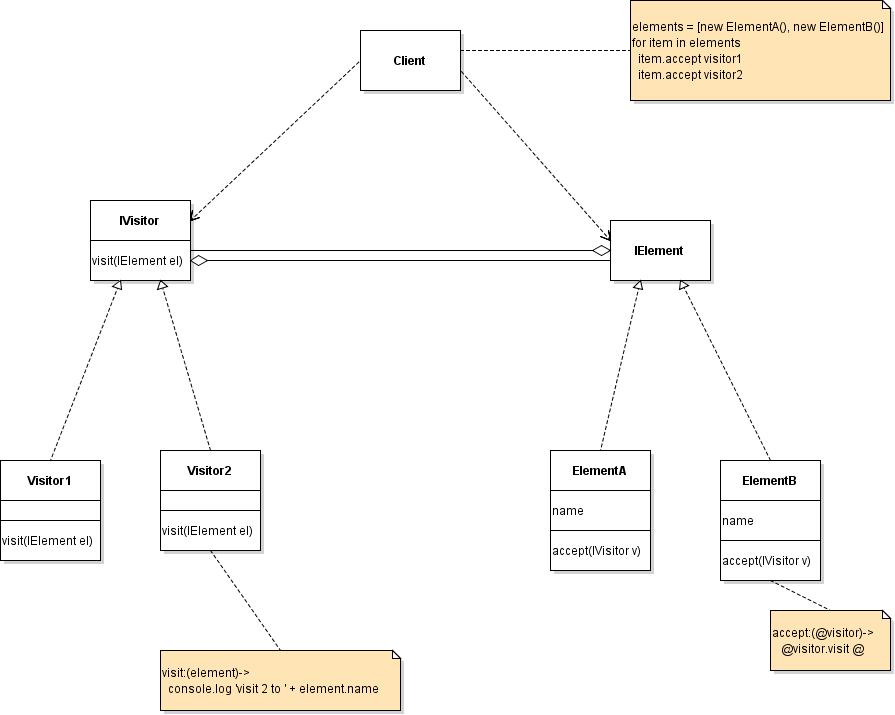 elements = [new ElementA(), new ElementB()]
for item in elements
item.accept visitor1
item.accept visitor2
Client
IVisitor
visit(IElement el)
IElement
Visitor1
visit(IElement el)
Visitor2
visit(IElement el)
ElementA
name
accept(IVisitor v)
ElementB
name
accept(IVisitor v)
accept:(@visitor)->
@visitor.visit @
visit:(element)->
console.log 'visit 2 to ' + element.name